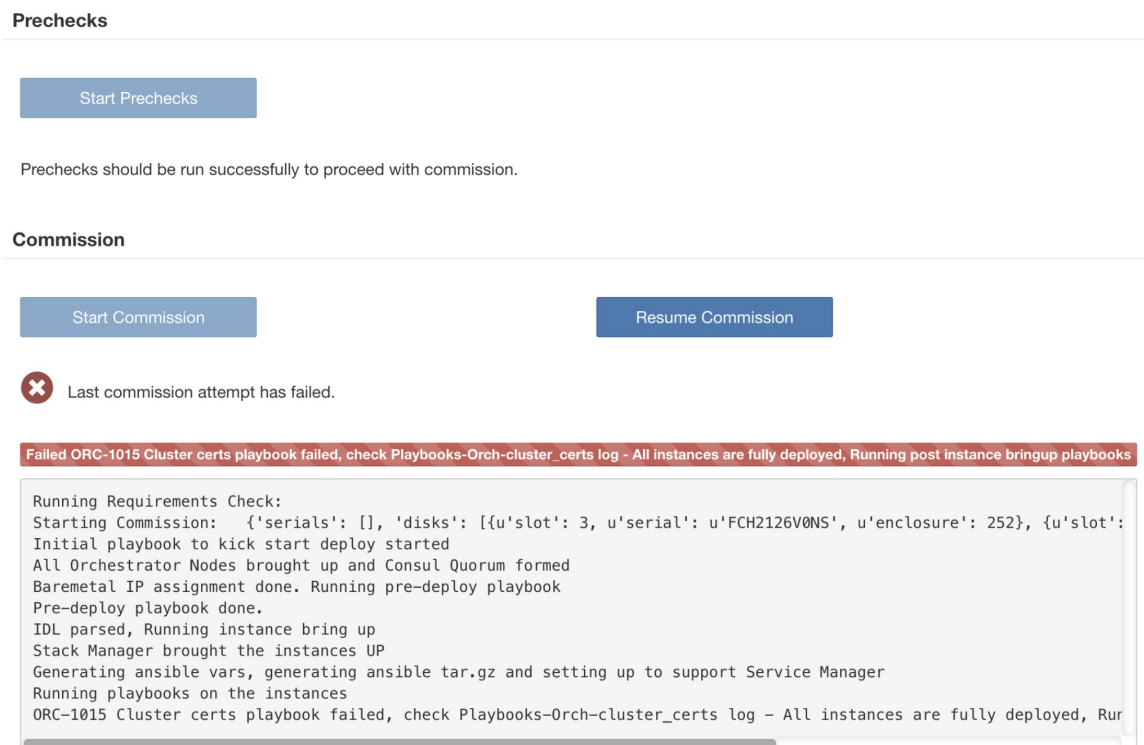 Prechecks
Start Prechecks
Prechecks should be run successfully to proceed with commission.
Commission
Start Commission
Resume Commission
Last commission attempt has failed.
Failed ORC-1015 Cluster certs playbook failed, check Playbooks-Orch-cluster_certs log - All instances are fully deployed, Running post instance bringup playbooks
Running Requirements Check:
Starting Commission:   {'serials': [], 'disks': [{u'slot': 3, u'serial': u'FCH2126V0NS', u'enclosure': 252}, {u'slot':
Initial playbook to kick start deploy started
All Orchestrator Nodes brought up and Consul Quorum formed
Baremetal IP assignment done. Running pre-deploy playbook
Pre-deploy playbook done.
IDL parsed, Running instance bring up
Stack Manager brought the instances UP
Generating ansible vars, generating ansible tar.gz and setting up to support Service Manager
Running playbooks on the instances
ORC-1015 Cluster certs playbook failed, check Playbooks-Orch-cluster_certs log - All instances are fully deployed,